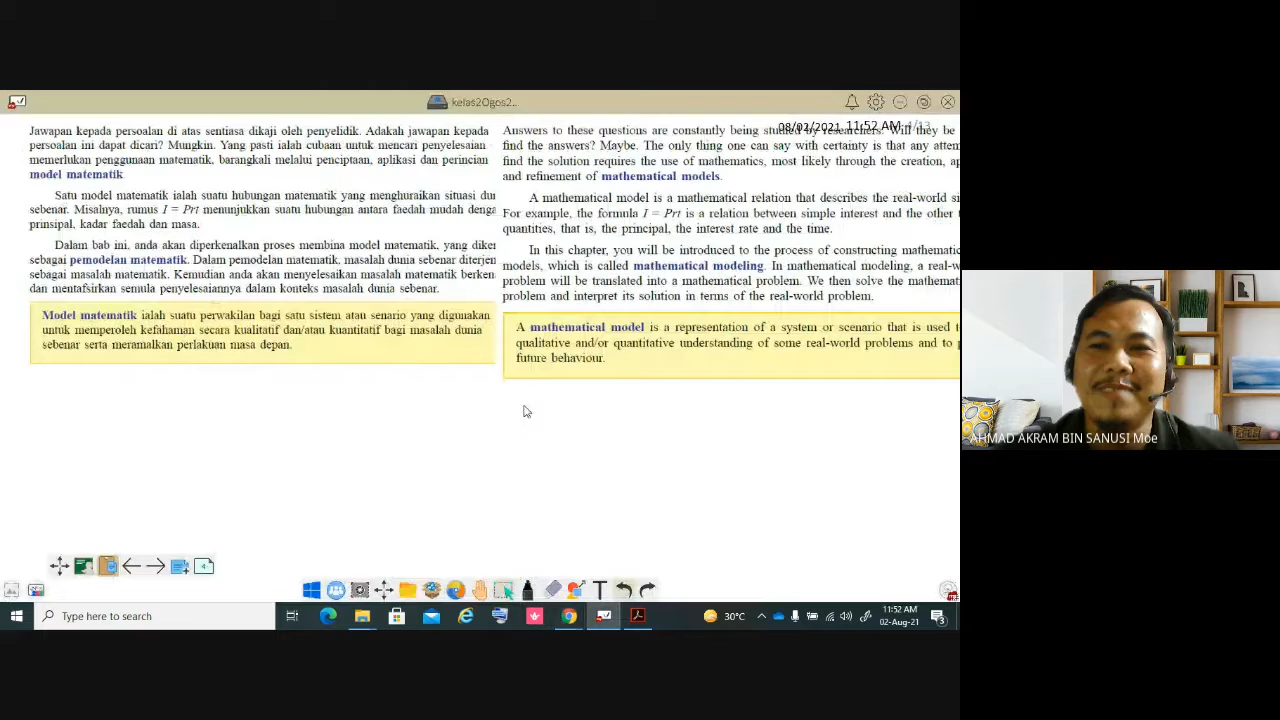 kelas2Ogos2...
Jawapan kepada persoalan di atas sentiasa dikaji oleh penyelidik. Adakah jawapan kepada
persoalan ini dapat dicari? Mungkin. Yang pasti ialah cubaan untuk mencari penyelesaian
memerlukan penggunaan matematik, barangkali melalui penciptaan, aplikasi dan perincian
model matematik
Satu model matematik ialah suatu hubungan matematik yang menghuraikan situasi
sebenar. Misalnya, rumus I = Prt menunjukkan suatu hubungan antara faedah mudah
prinsipal, kadar faedah dan masa.
Dalam bab ini, anda akan diperkenalkan proses membina model matematik, yang
sebagai pemodelan matematik. Dalam pemodelan matematik, masalah dunia sebenar
sebagai masalah matematik. Kemudian anda akan menyelesaikan masalah matematik
dan mentafsirkan semula penyelesaiannya dalam konteks masalah dunia sebenar.
Model matematik ialah suatu perwakilan bagi satu sistem atau senario yang digunakan
untuk memperoleh kefahaman secara kualitatif dan/atau kuantitatif bagi masalah dunia
sebenar serta meramalkan perlakuan masa depan.
08/02/2021 11:52 AM 4/13
Answers to these questions are constantly being studied by researchers. Will they be
find the answers? Maybe. The only thing one can say with certainty is that any
find the solution requires the use of mathematics, most likely through the creation,
and refinement of mathematical models.
A mathematical model is a mathematical relation that describes the real-world
For example, the formula I = Prt is a relation between simple interest and the other
quantities, that is, the principal, the interest rate and the time.
In this chapter, you will be introduced to the process of constructing
models, which is called mathematical modeling. In mathematical modeling, a
problem will be translated into a mathematical problem. We then solve the
problem and interpret its solution in terms of the real-world problem.
A mathematical model is a representation of a system or scenario that is used
qualitative and/or quantitative understanding of some real-world problems and to
future behaviour.
AHMAD AKRAM BIN SANUSI Moe
4
T
Type here to search
30°C
11:52 AM
02-Aug-21
3